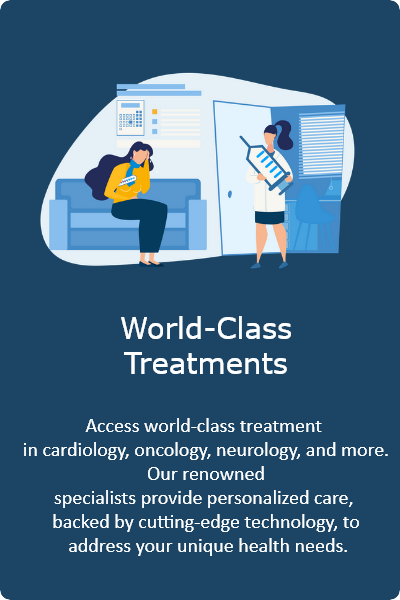 World-Class
Treatments
Access world-class treatment
in cardiology, oncology, neurology, and more.
Our renowned
specialists provide personalized care,
backed by cutting-edge technology, to
address your unique health needs.